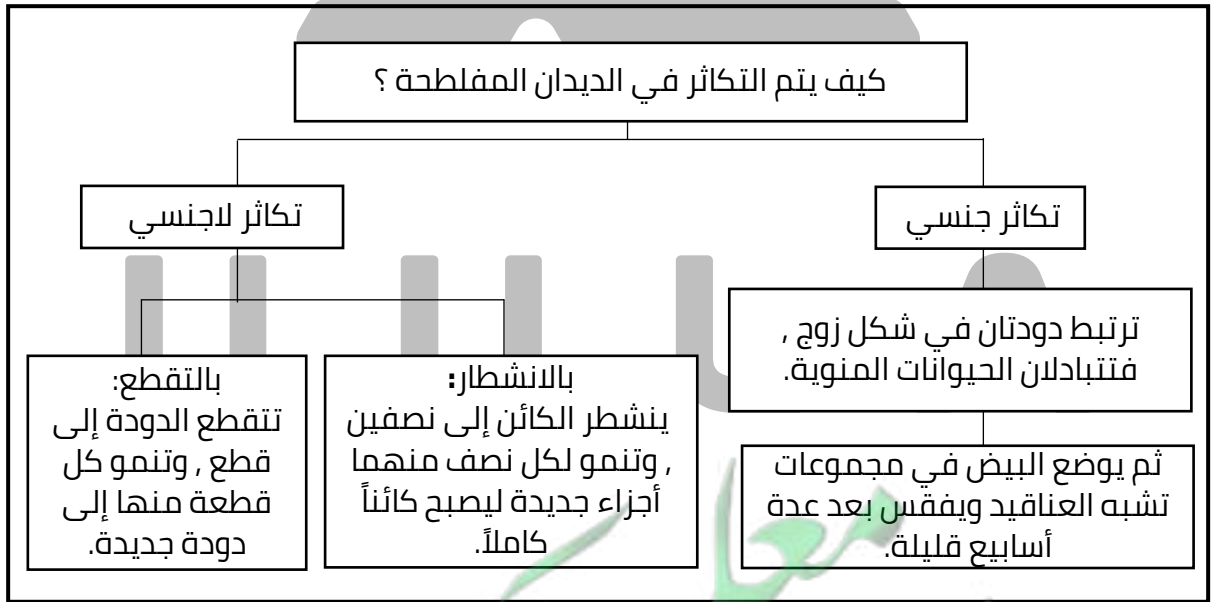 كيف يتم التكاثر في الديدان المفلطحة ؟
تكاثر جنسي
تكاثر لاجنسي
ترتبط دودتان في شكل زوج ,
فتتبادلان الحيوانات المنوية.
ثم يوضع البيض في مجموعات
تشبه العناقيد ويفقس بعد عدة
أسابيع قليلة.
بالانشطار:
ينشطر الكائن إلى نصفين
, وتنمو لكل نصف منهما
أجزاء جديدة ليصبح كائناً
كاملاً.
بالتقطع:
تتقطع الدودة إلى
قطع , وتنمو كل
قطعة منها إلى
دودة جديدة.